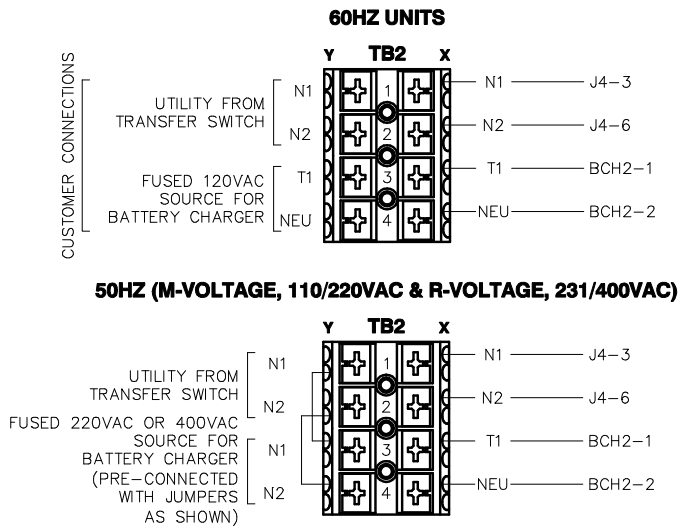 60HZ UNITS
Y TB2 X
CUSTOMER CONNECTIONS
UTILITY FROM
TRANSFER SWITCH
N1 1 N1 J4-3
N2 2 N2 J4-6
FUSED 120VAC
SOURCE FOR
BATTERY CHARGER
T1 3 T1 BCH2-1
NEU 4 NEU BCH2-2
50HZ (M-VOLTAGE, 110/220VAC & R-VOLTAGE, 231/400VAC)
Y TB2 X
UTILITY FROM
TRANSFER SWITCH
N1 1 N1 J4-3
N2 2 N2 J4-6
FUSED 220VAC OR 400VAC
SOURCE FOR
BATTERY CHARGER
(PRE-CONNECTED
WITH JUMPERS
AS SHOWN)
N1 3 T1 BCH2-1
N2 4 NEU BCH2-2